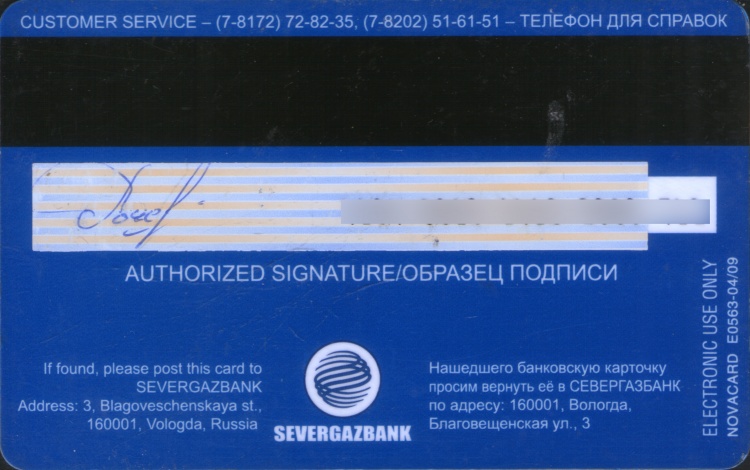 CUSTOMER SERVICE – (7-8172) 72-82-35, (7-8202) 51-61-51 – ТЕЛЕФОН ДЛЯ СПРАВОК
AUTHORIZED SIGNATURE/ОБРАЗЕЦ ПОДПИСИ
If found, please post this card to
SEVERGAZBANK
Address: 3, Blagoveschenskaya st.,
160001, Vologda, Russia
SEVERGAZBANK
Нашедшего банковскую карточку
просим вернуть её в СЕВЕРГАЗБАНК
по адресу: 160001, Вологда,
Благовещенская ул., 3
ELECTRONIC USE ONLY
NOVACARD E0563-04/09